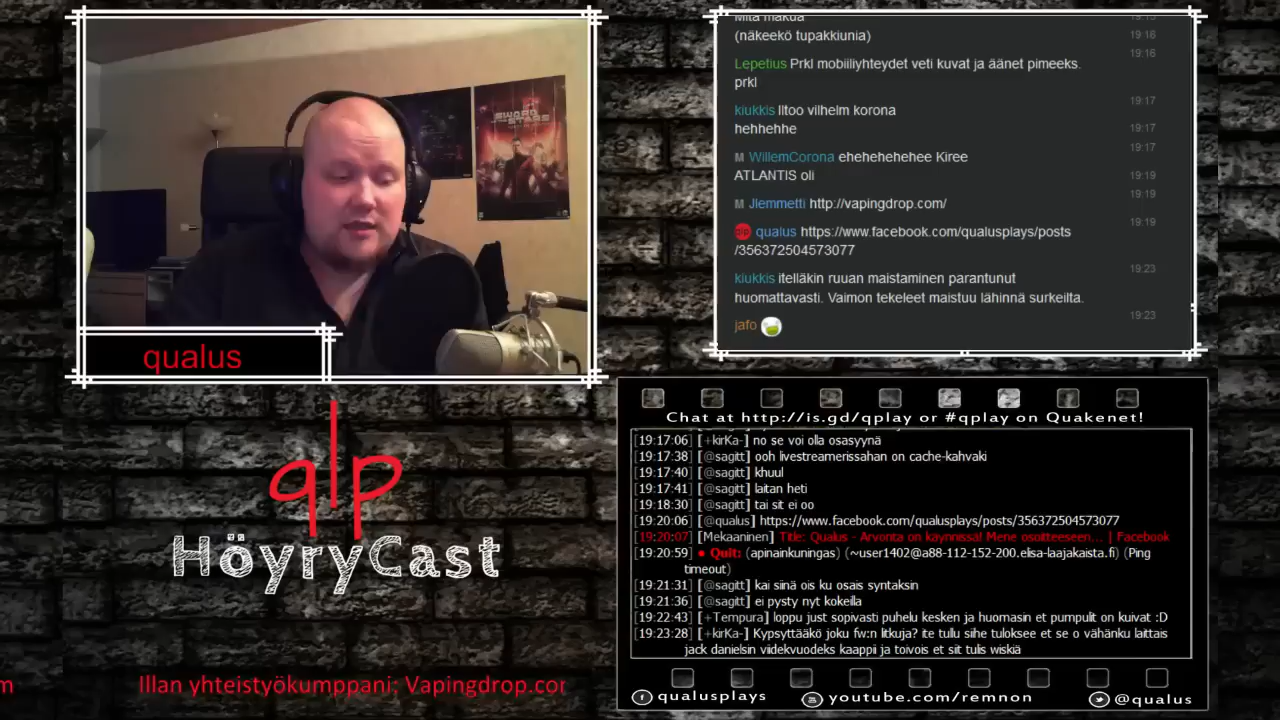 SWORD
STARS
qualus
qlp
HöyryCast
m
Illan yhteistyökumppani; Vapingdrop.com
Mitä makua
19:15
(näkeekö tupakkiunia)
19:16
19:16
Lepetius Prkl mobiiliyhteydet veti kuvat ja äänet pimeeks.
prkl
kiukkis Iltoo vilhelm korona
19:17
hehhehhe
19:17
19:17
M WillemCorona ehehehehehee Kiree
ATLANTIS oli
19:19
19:19
M Jlemmetti http://vapingdrop.com/
19:19
qlp qualus https://www.facebook.com/qualusplays/posts
/356372504573077
19:23
kiukkis itelläkin ruuan maistaminen parantunut
huomattavasti. Vaimon tekeleet maistuu lähinnä surkeilta.
19:23
jafo
Chat at http://is.gd/qplay or #qplay on Quakenet!
[19:17:06] [+kirKa-] no se voi olla osasyynä
[19:17:38] [@sagitt] ooh livestreamerissahan on cache-kahvaki
[19:17:40] [@sagitt] khuul
[19:17:41] [@sagitt] laitan heti
[19:18:30] [@sagitt] tai sit ei oo
[19:20:06] [@qualus] https://www.facebook.com/qualusplays/posts/356372504573077
[19:20:07] [Mekaaninen] Title: Qualus - Arvonta on käynnissä! Mene osoitteeseen... | Facebook
[19:20:59] ● Quit: (apinainkuningas) (~user1402@a88-112-152-200.elisa-laajakaista.fi) (Ping
timeout)
[19:21:31] [@sagitt] kai siinä ois ku osais syntaksin
[19:21:36] [@sagitt] ei pysty nyt kokeilla
[19:22:43] [+Tempura] loppu just sopivasti puhelu kesken ja huomasin et pumpulit on kuivat :D
[19:23:28] [+kirKa-] Kypsyttääkö joku fw:n litkuja? ite tullu siihe tuloksee et se o vähänku laittais
jack danielsin viidekvuodeks kaappi ja toivois et sit tulis wiskiä
f qualusplays
youtube.com/remnon
@qualus